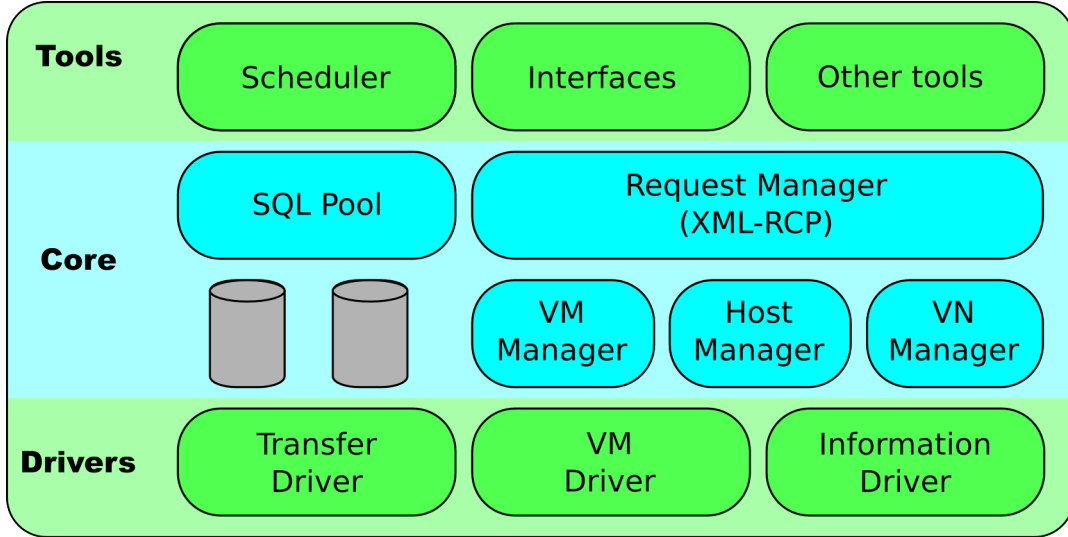 Tools
Scheduler
Interfaces
Other tools
Core
SQL Pool
Request Manager
(XML-RCP)
VM
Manager
Host
Manager
VN
Manager
Drivers
Transfer
Driver
VM
Driver
Information
Driver